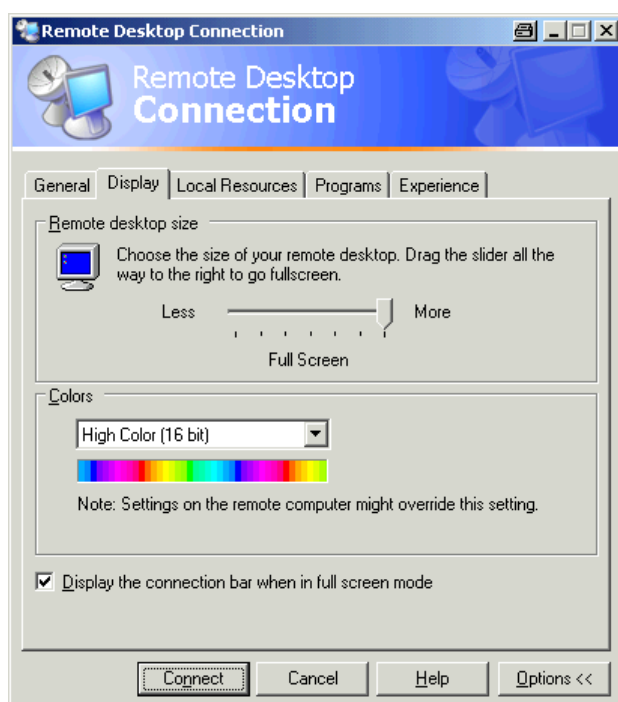 Remote Desktop Connection
Remote Desktop
Connection
General Display Local Resources Programs Experience
Remote desktop size
Choose the size of your remote desktop. Drag the slider all the
way to the right to go fullscreen.
Less More
Full Screen
Colors
High Color (16 bit)
Note: Settings on the remote computer might override this setting.
Display the connection bar when in full screen mode
Connect Cancel Help Options <<